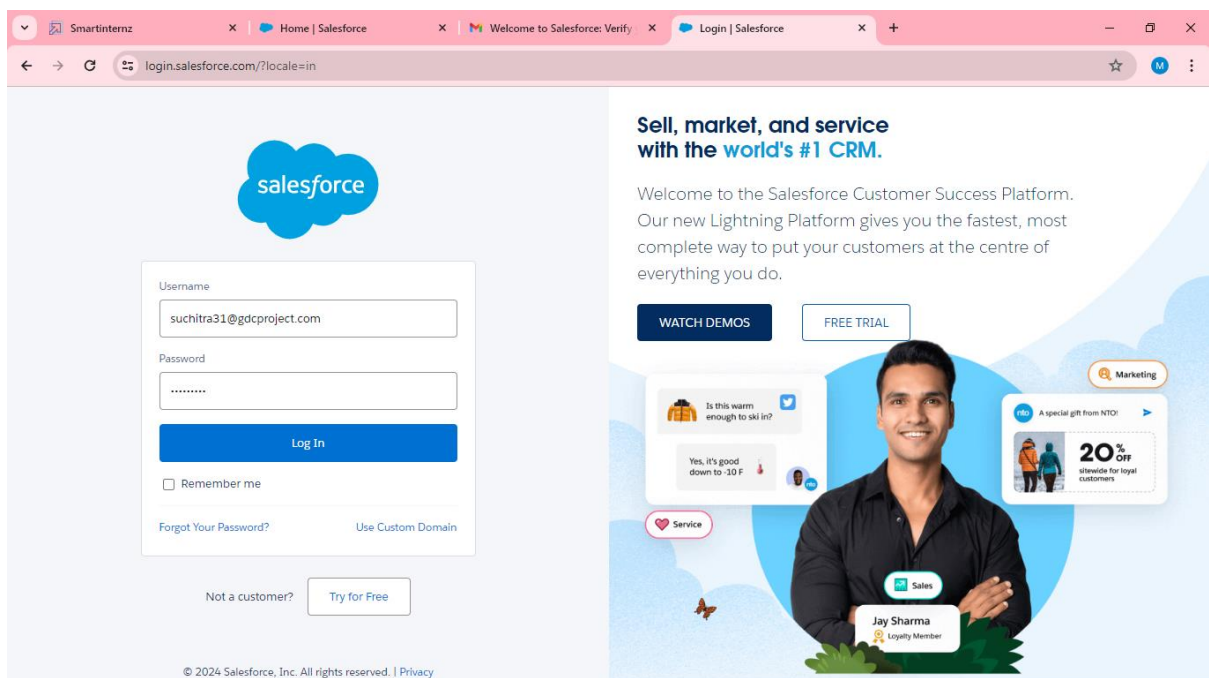 Smartinternz
Home | Salesforce
Welcome to Salesforce: Verify
Login | Salesforce
login.salesforce.com/?locale=in
M
salesforce
Username
suchitra31@gdcproject.com
Password
.........
Log In
Remember me
Forgot Your Password?
Use Custom Domain
Not a customer?
Try for Free
© 2024 Salesforce, Inc. All rights reserved. | Privacy
Sell, market, and service
with the world's #1 CRM.
Welcome to the Salesforce Customer Success Platform.
Our new Lightning Platform gives you the fastest, most
complete way to put your customers at the centre of
everything you do.
WATCH DEMOS
FREE TRIAL
Is this warm
enough to ski in?
Yes, it's good
down to -10 F
nto
Service
Marketing
nto
A special gift from NTO!
20% OFF
sitewide for loyal
customers
Sales
Jay Sharma
Loyalty Member